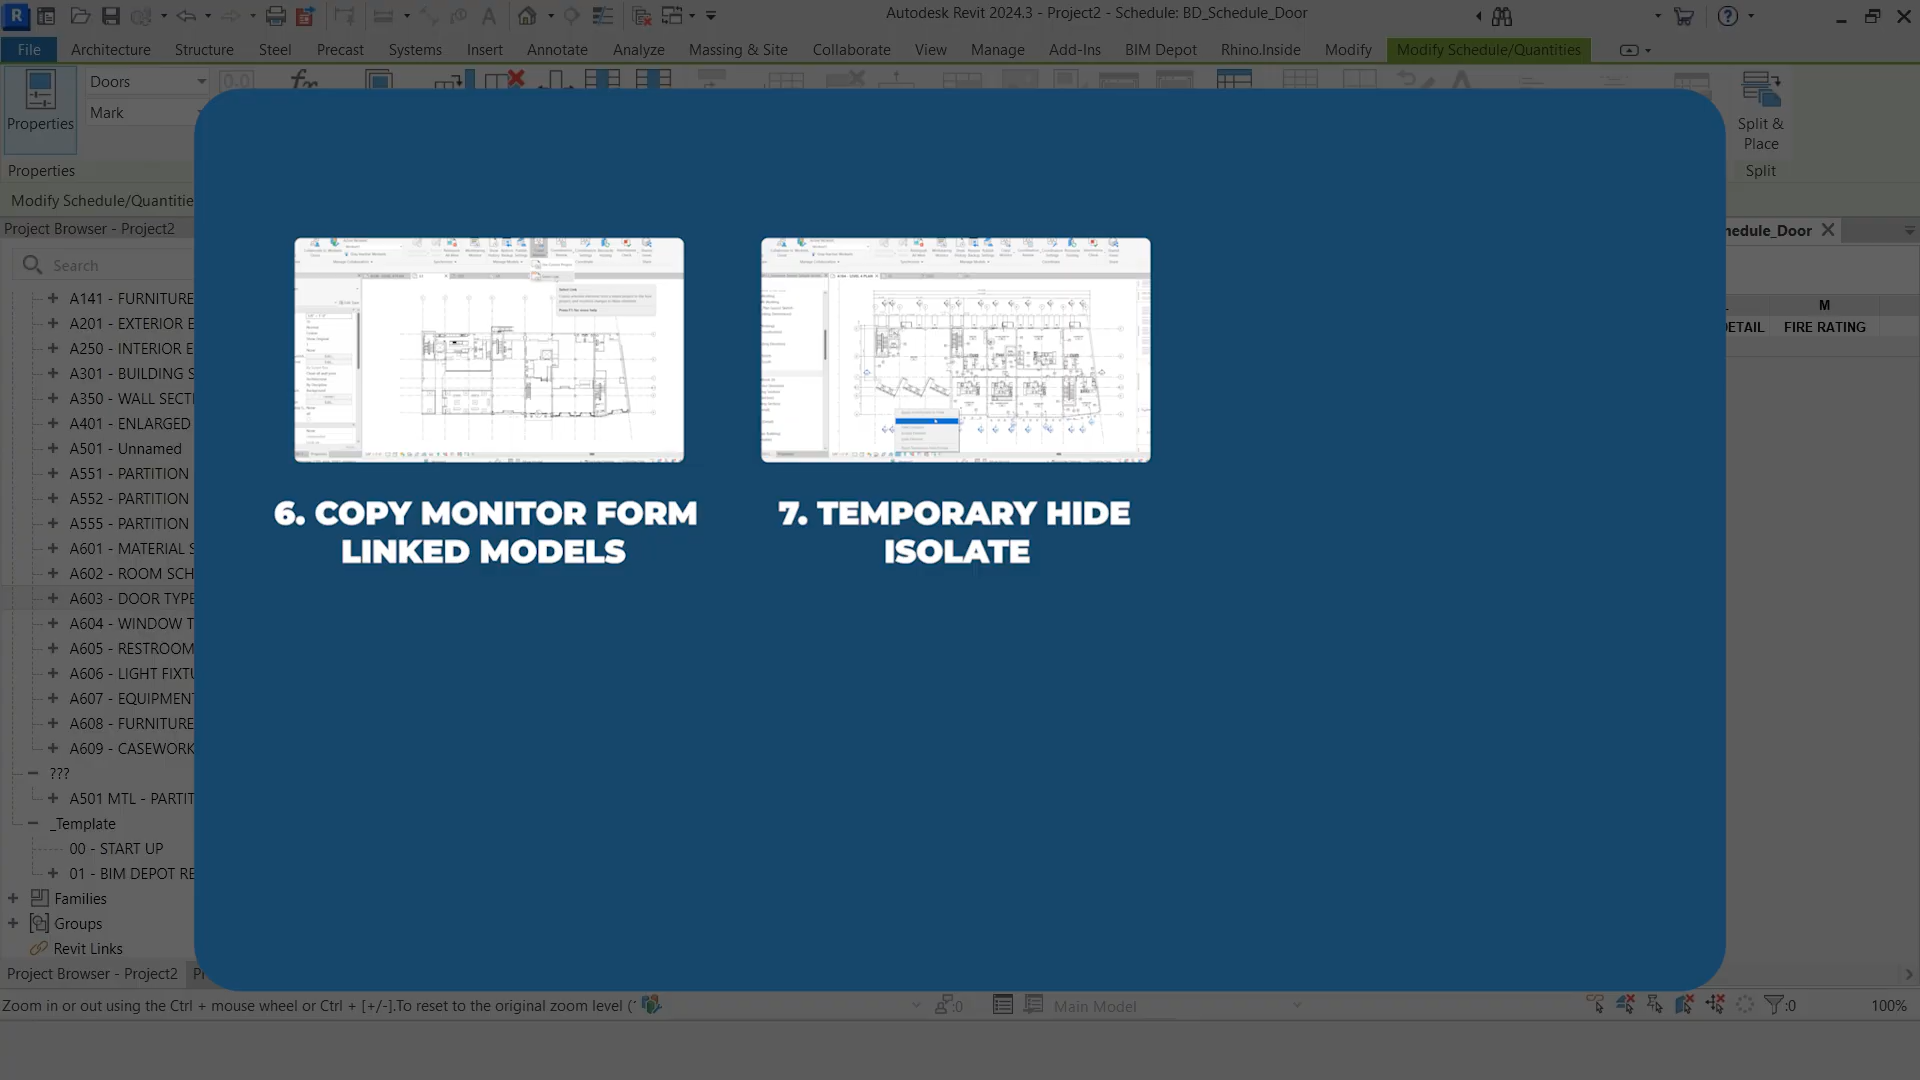 Autodesk Revit 2024.3 - Project2 - Schedule: BD_Schedule_Door
File
Architecture
Structure
Steel
Precast
Systems
Insert
Annotate
Analyze
Massing & Site
Collaborate
View
Manage
Add-Ins
BIM Depot
Rhino.Inside
Modify
Modify Schedule/Quantities
Properties
Doors
Mark
Split &
Place
Properties
Split
Modify Schedule/Quantitie
Project Browser - Project2
hedule_Door
Search
M
DETAIL
FIRE RATING
A141 - FURNITURE
A201 - EXTERIOR E
A250 - INTERIOR E
A301 - BUILDING S
A350 - WALL SECTI
A401 - ENLARGED
A501 - Unnamed
A551 - PARTITION
A552 - PARTITION
A555 - PARTITION
A601 - MATERIAL S
A602 - ROOM SCH
A603 - DOOR TYPE
A604 - WINDOW T
A605 - RESTROOM
A606 - LIGHT FIXTU
A607 - EQUIPMENT
A608 - FURNITURE
A609 - CASEWORK
???
A501 MTL - PARTIT
_Template
00 - START UP
01 - BIM DEPOT RE
Families
Groups
Revit Links
6. COPY MONITOR FORM
LINKED MODELS
7. TEMPORARY HIDE
ISOLATE
Project Browser - Project2
Pr
Zoom in or out using the Ctrl + mouse wheel or Ctrl + [+/-].To reset to the original zoom level (
:0
Main Model
:0
100%